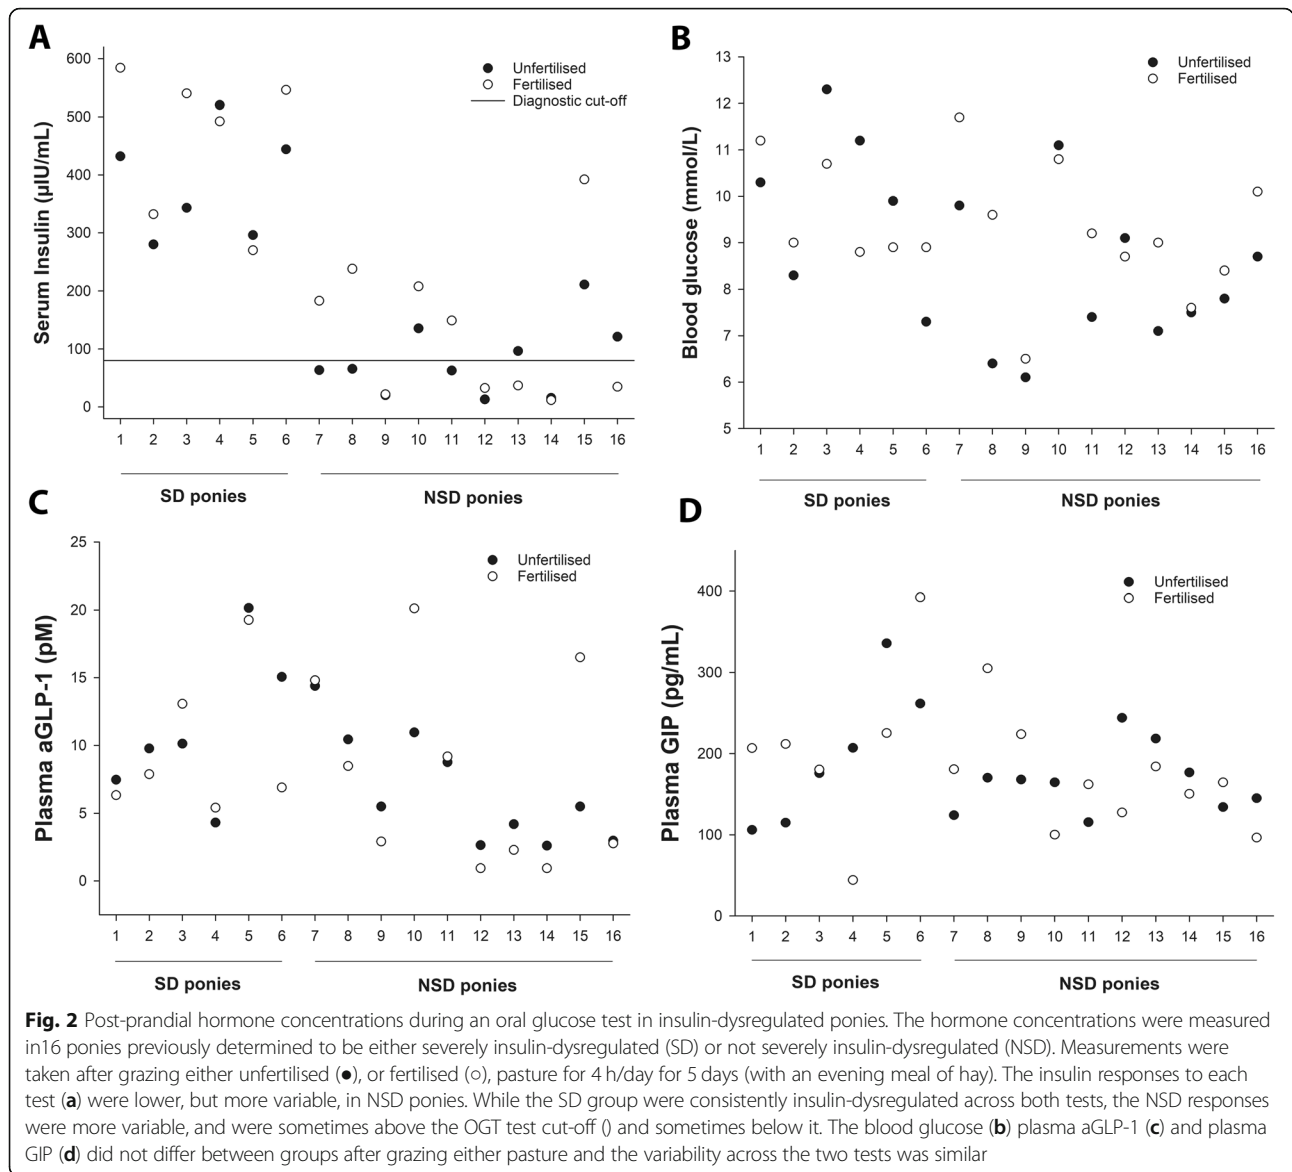 A
600
500
400
300
200
100
0
Serum Insulin (µIU/mL)
Unfertilised
Fertilised
Diagnostic cut-off
1 2 3 4 5 6 7 8 9 10 11 12 13 14 15 16
SD ponies NSD ponies
B
13
12
11
10
9
8
7
6
5
Blood glucose (mmol/L)
Unfertilised
Fertilised
1 2 3 4 5 6 7 8 9 10 11 12 13 14 15 16
SD ponies NSD ponies
C
25
20
15
10
5
0
Plasma aGLP-1 (pM)
Unfertilised
Fertilised
1 2 3 4 5 6 7 8 9 10 11 12 13 14 15 16
SD ponies NSD ponies
D
400
300
200
100
0
Plasma GIP (pg/mL)
Unfertilised
Fertilised
1 2 3 4 5 6 7 8 9 10 11 12 13 14 15 16
SD ponies NSD ponies
Fig. 2 Post-prandial hormone concentrations during an oral glucose test in insulin-dysregulated ponies. The hormone concentrations were measured
in16 ponies previously determined to be either severely insulin-dysregulated (SD) or not severely insulin-dysregulated (NSD). Measurements were
taken after grazing either unfertilised (●), or fertilised (○), pasture for 4 h/day for 5 days (with an evening meal of hay). The insulin responses to each
test (a) were lower, but more variable, in NSD ponies. While the SD group were consistently insulin-dysregulated across both tests, the NSD responses
were more variable, and were sometimes above the OGT test cut-off () and sometimes below it. The blood glucose (b) plasma aGLP-1 (c) and plasma
GIP (d) did not differ between groups after grazing either pasture and the variability across the two tests was similar